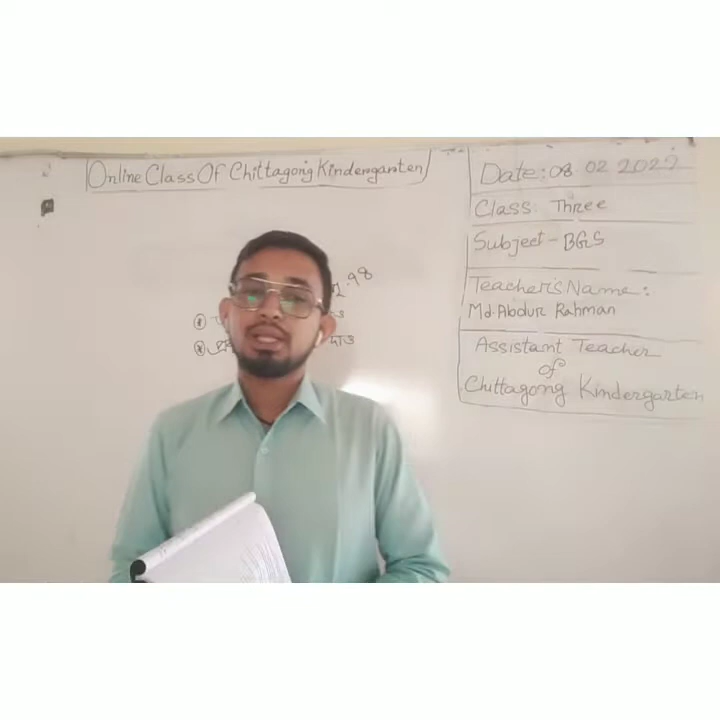 Online Class Of Chittagong Kindergarten
Date: 08 02 2022
Class Three
Subject - BGS
Teacher's Name:
Md. Abdur Rahman
Assistant Teacher
of
Chittagong Kindergarten
দাও